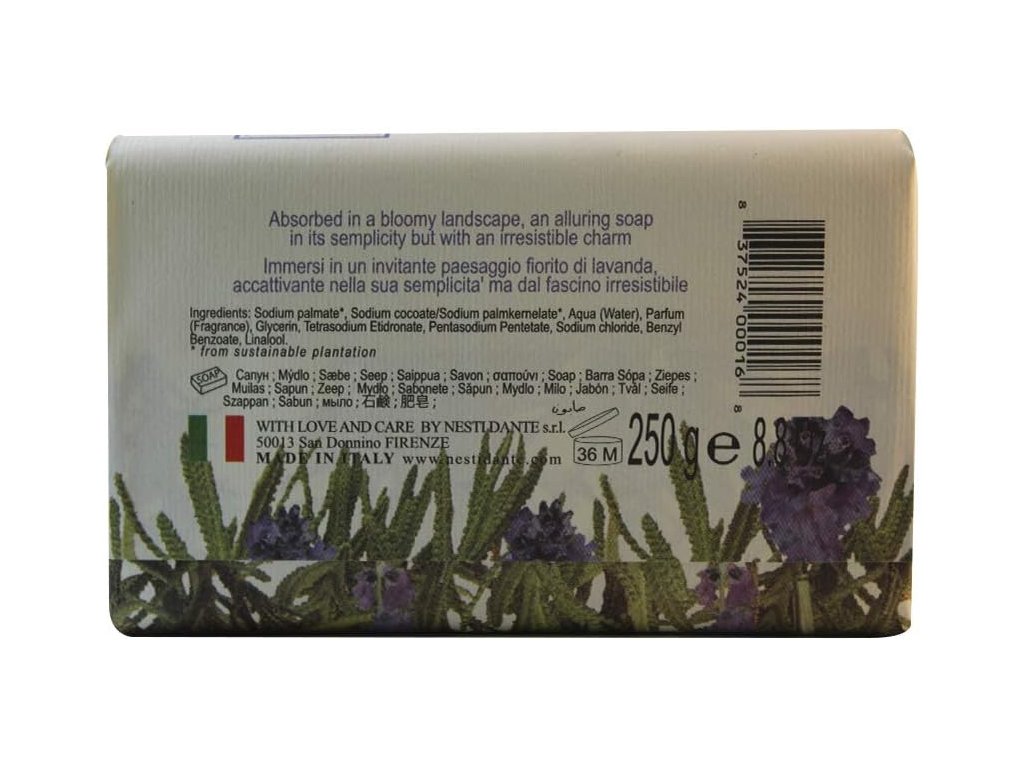 Absorbed in a bloomy landscape, an alluring soap
in its semplicity but with an irresistible charm
Immersi in un invitante paesaggio fiorito di lavanda,
accattivante nella sua semplicita' ma dal fascino irresistibile
Ingredients: Sodium palmate*, Sodium cocoate/Sodium palmkernelate*, Aqua (Water), Parfum
(Fragrance), Glycerin, Tetrasodium Etidronate, Pentasodium Pentetate, Sodium chloride, Benzyl
Benzoate, Linalool.
* from sustainable plantation
SOAP
Сапун ; Mýdlo ; Sæbe ; Seep ; Saippua ; Savon ; σαπούνι ; Soap ; Barra Sópa ; Ziepes ;
Muilas ; Sapun ; Zeep ; Mydło ; Sabonete ; Săpun ; Mydlo ; Milo ; Jabón ; Tvål ; Seife ;
Szappan ; Sabun ; мыло ; 石鹸 ; 肥皂 ;
صابون
WITH LOVE AND CARE BY NESTI DANTE s.r.l.
50013 San Donnino FIRENZE
MADE IN ITALY www.nestidante.com
36 M
250 g e 8.8
8 37524 00016 8